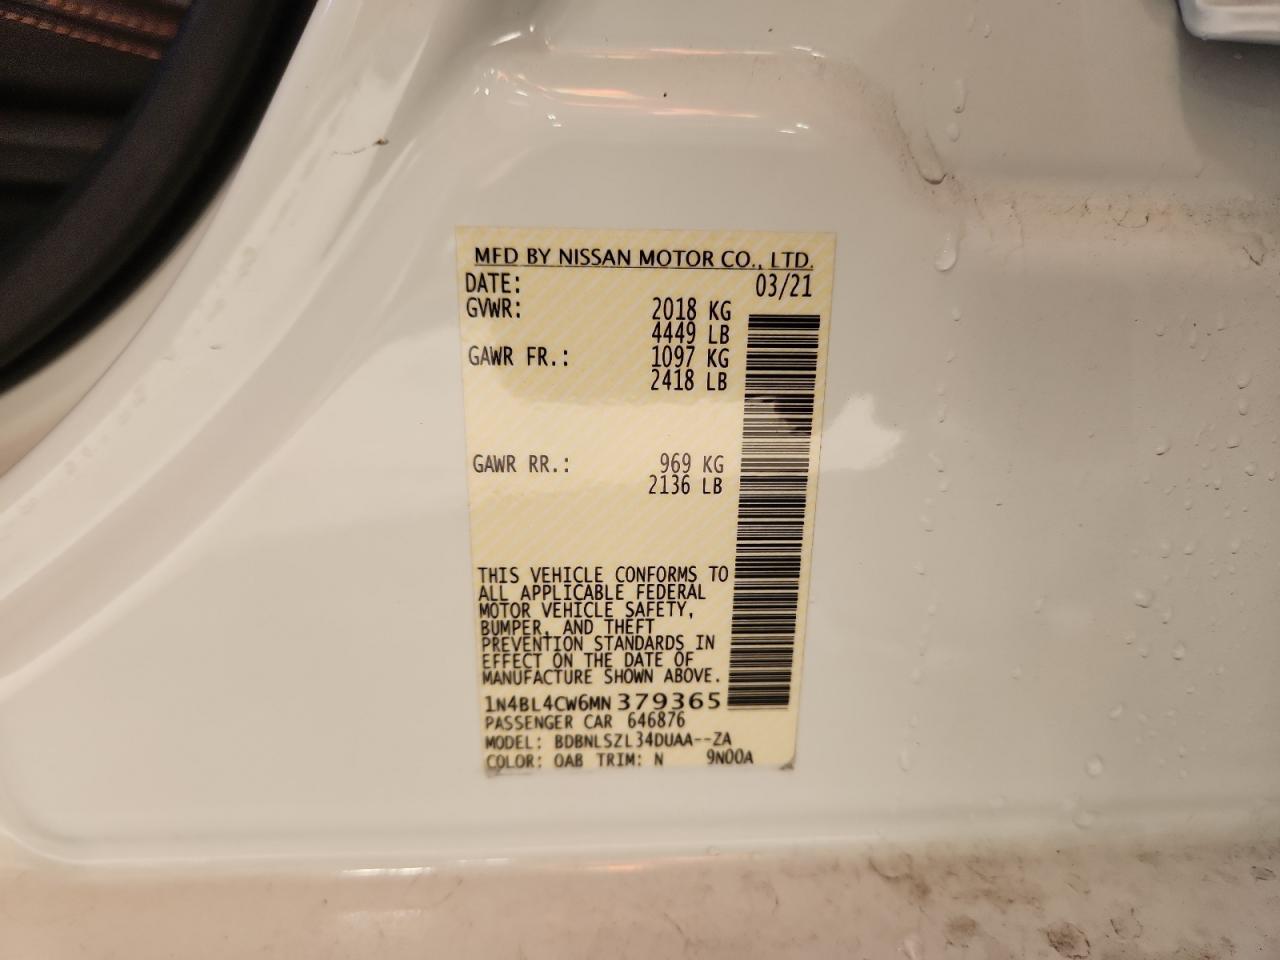 MFD BY NISSAN MOTOR CO., LTD.
DATE: 03/21
GVWR: 2018 KG
4449 LB
GAWR FR.: 1097 KG
2418 LB
GAWR RR.: 969 KG
2136 LB
THIS VEHICLE CONFORMS TO
ALL APPLICABLE FEDERAL
MOTOR VEHICLE SAFETY,
BUMPER, AND THEFT
PREVENTION STANDARDS IN
EFFECT ON THE DATE OF
MANUFACTURE SHOWN ABOVE.
1N4BL4CW6MN379365
PASSENGER CAR 646876
MODEL: BDBNLSZL34DUAA--ZA
COLOR: QAB TRIM: N 9N00A